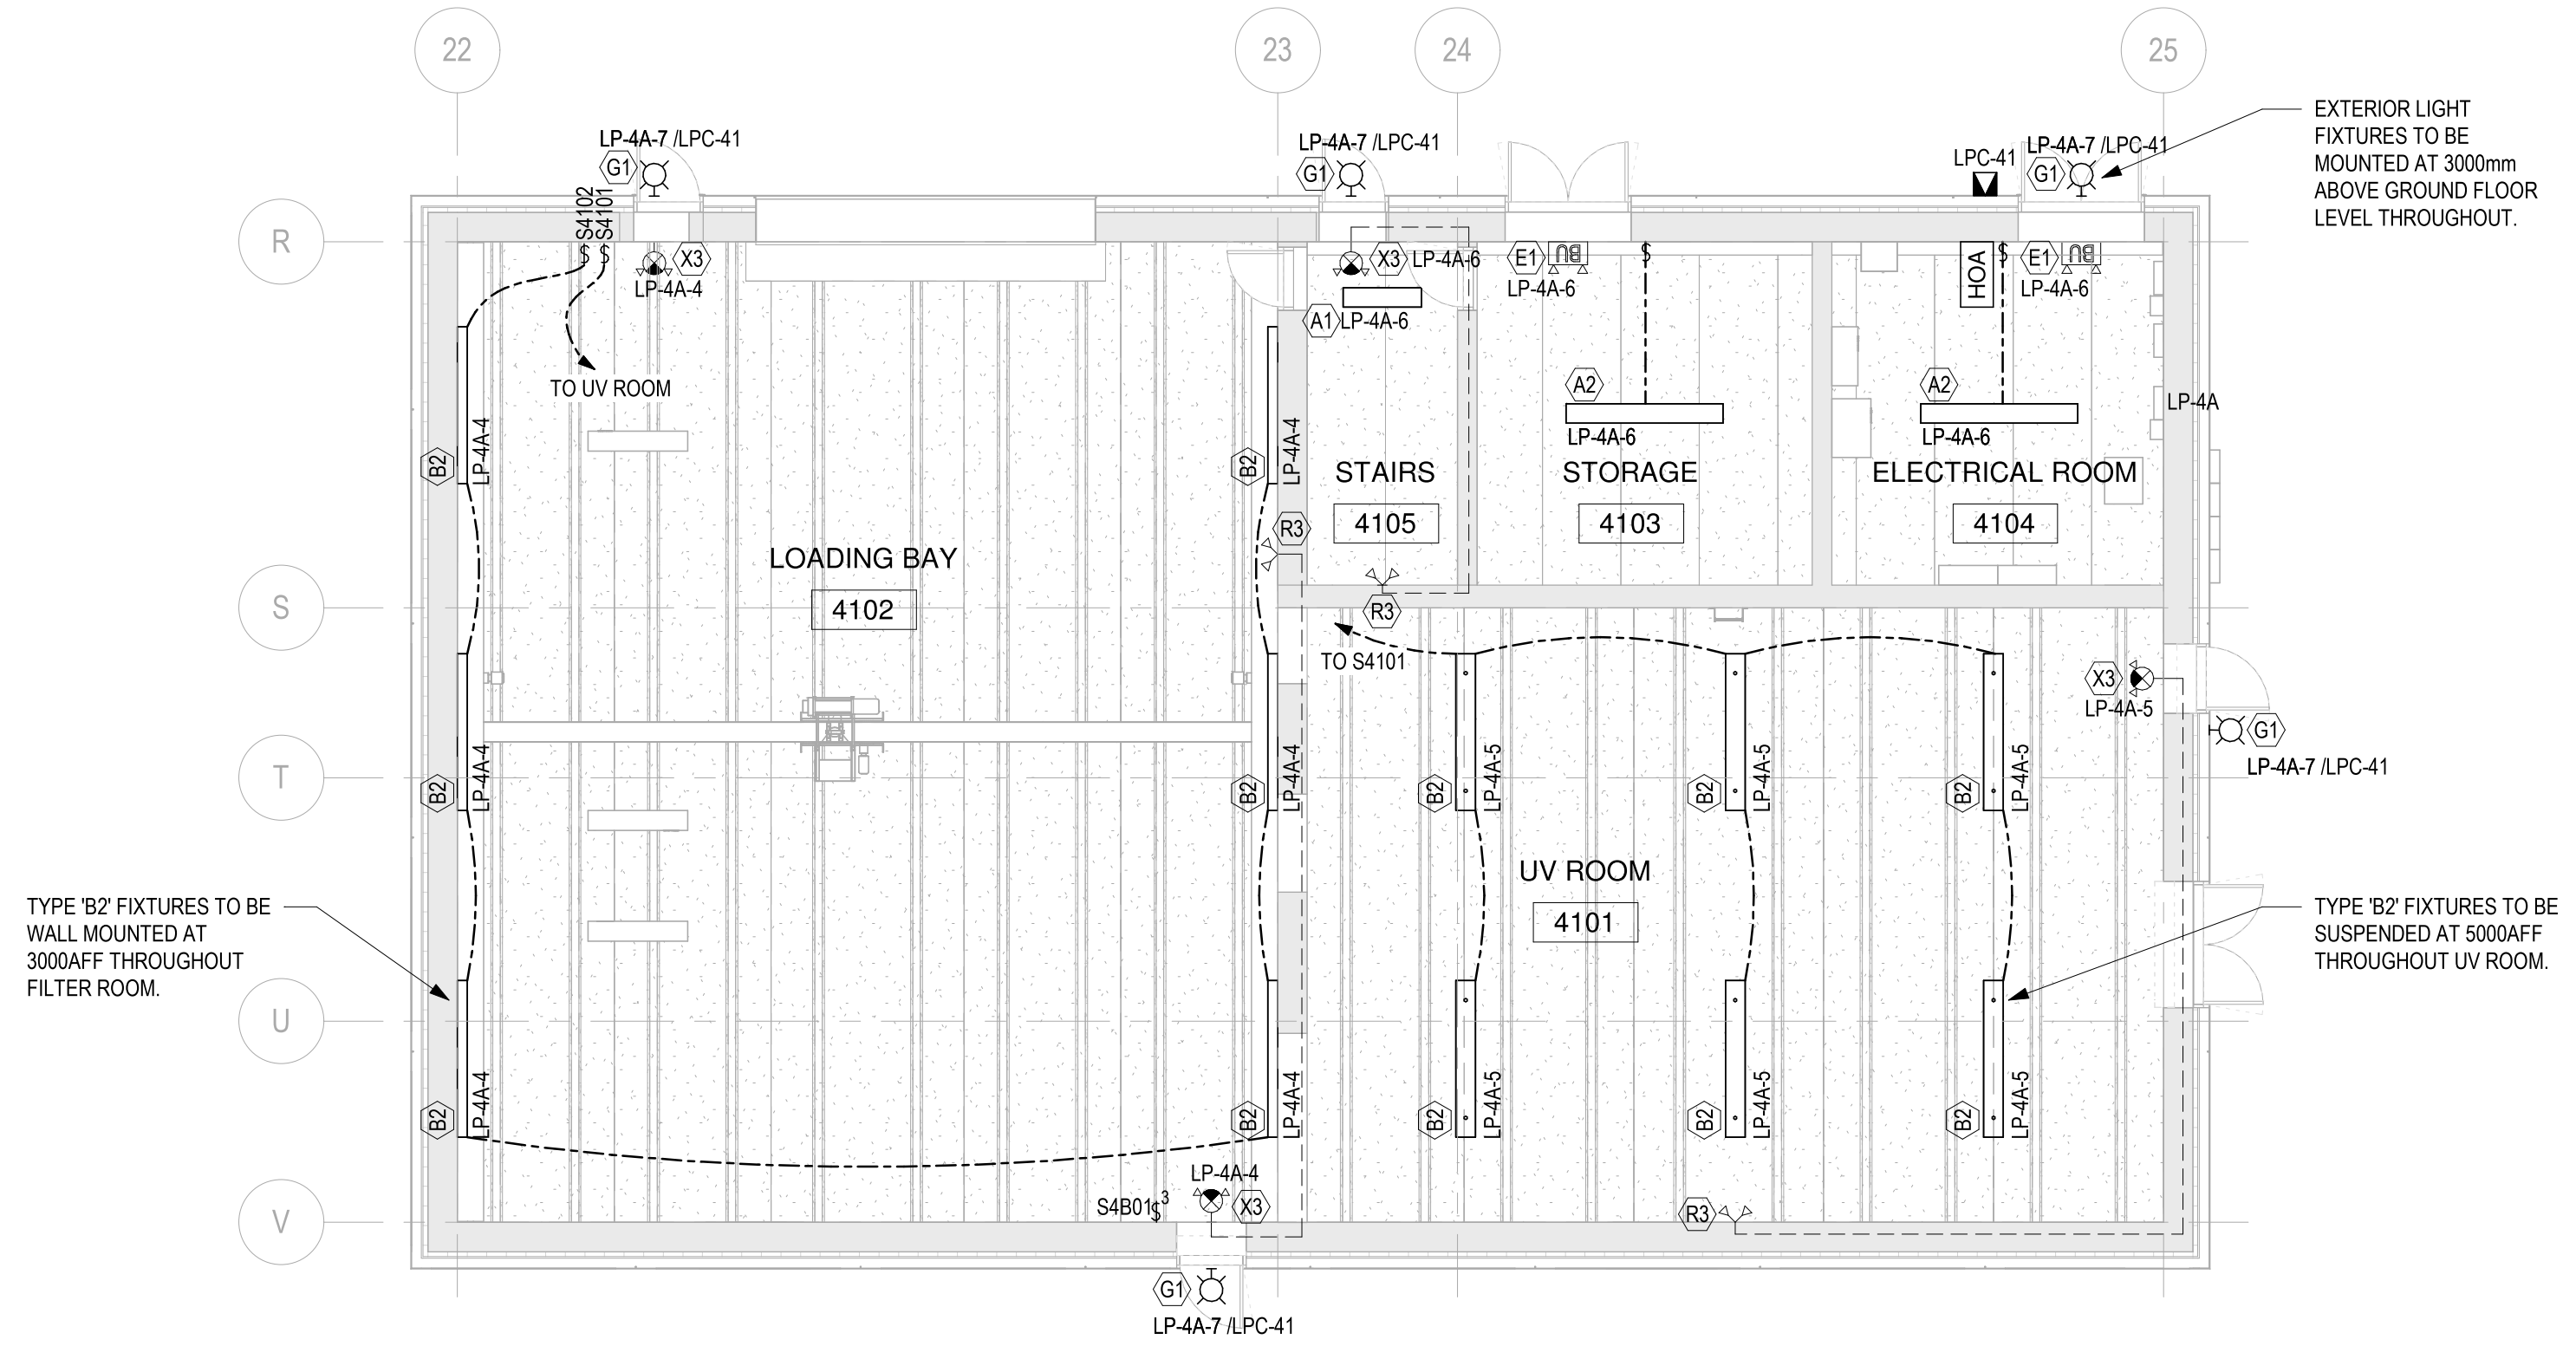 22
23
24
25
EXTERIOR LIGHT
FIXTURES TO BE
MOUNTED AT 3000mm
ABOVE GROUND FLOOR
LEVEL THROUGHOUT.
LP-4A-7 /LPC-41
G1
LP-4A-7 /LPC-41
G1
LPC-41
LP-4A-7 /LPC-41
G1
S4102
S4101
R
$
$
X3
LP-4A-4
X3
LP-4A-6
E1
BU
LP-4A-6
$
HOA
$
E1
BU
LP-4A-6
A1
LP-4A-6
TO UV ROOM
A2
LP-4A-6
A2
LP-4A-6
LP-4A
B2
LP-4A-4
B2
LP-4A-4
STAIRS
4105
STORAGE
4103
ELECTRICAL ROOM
4104
R3
LOADING BAY
4102
S
R3
TO S4101
X3
LP-4A-5
G1
LP-4A-7 /LPC-41
T
B2
LP-4A-4
B2
LP-4A-4
B2
LP-4A-5
B2
LP-4A-5
B2
LP-4A-5
UV ROOM
4101
TYPE 'B2' FIXTURES TO BE
WALL MOUNTED AT
3000AFF THROUGHOUT
FILTER ROOM.
TYPE 'B2' FIXTURES TO BE
SUSPENDED AT 5000AFF
THROUGHOUT UV ROOM.
U
B2
LP-4A-4
B2
LP-4A-4
B2
LP-4A-5
B2
LP-4A-5
B2
LP-4A-5
LP-4A-4
S4B01
$3
X3
R3
V
G1
LP-4A-7 /LPC-41